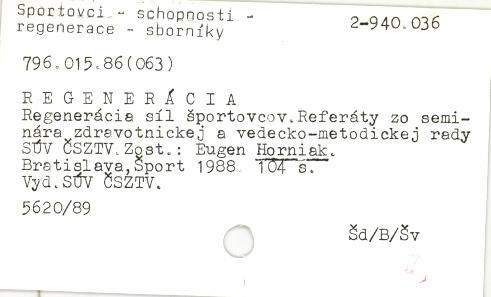 Sportovci - schopnosti -
regenerace - sborníky
2-940.036
796.015.86(063)
R E G E N E R Á C I A
Regenerácia síl športovcov.Referáty zo semi-
nára zdravotnickej a vedecko-metodickej rady
SÚV ČSZTV.Zost.: Eugen Horniak.
Bratislava,Šport 1988. 104 s.
Vyd.SÚV ČSZTV.
5620/89
Šd/B/Šv